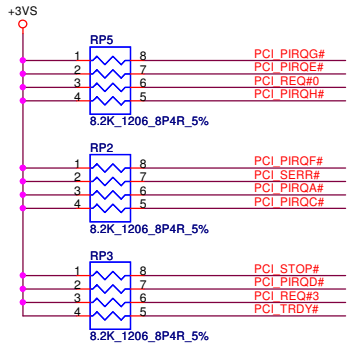 +3VS
RP5
1 8 PCI_PIRQG#
2 7 PCI_PIRQE#
3 6 PCI_REQ#0
4 5 PCI_PIRQH#
8.2K_1206_8P4R_5%
RP2
1 8 PCI_PIRQF#
2 7 PCI_SERR#
3 6 PCI_PIRQA#
4 5 PCI_PIRQC#
8.2K_1206_8P4R_5%
RP3
1 8 PCI_STOP#
2 7 PCI_PIRQD#
3 6 PCI_REQ#3
4 5 PCI_TRDY#
8.2K_1206_8P4R_5%